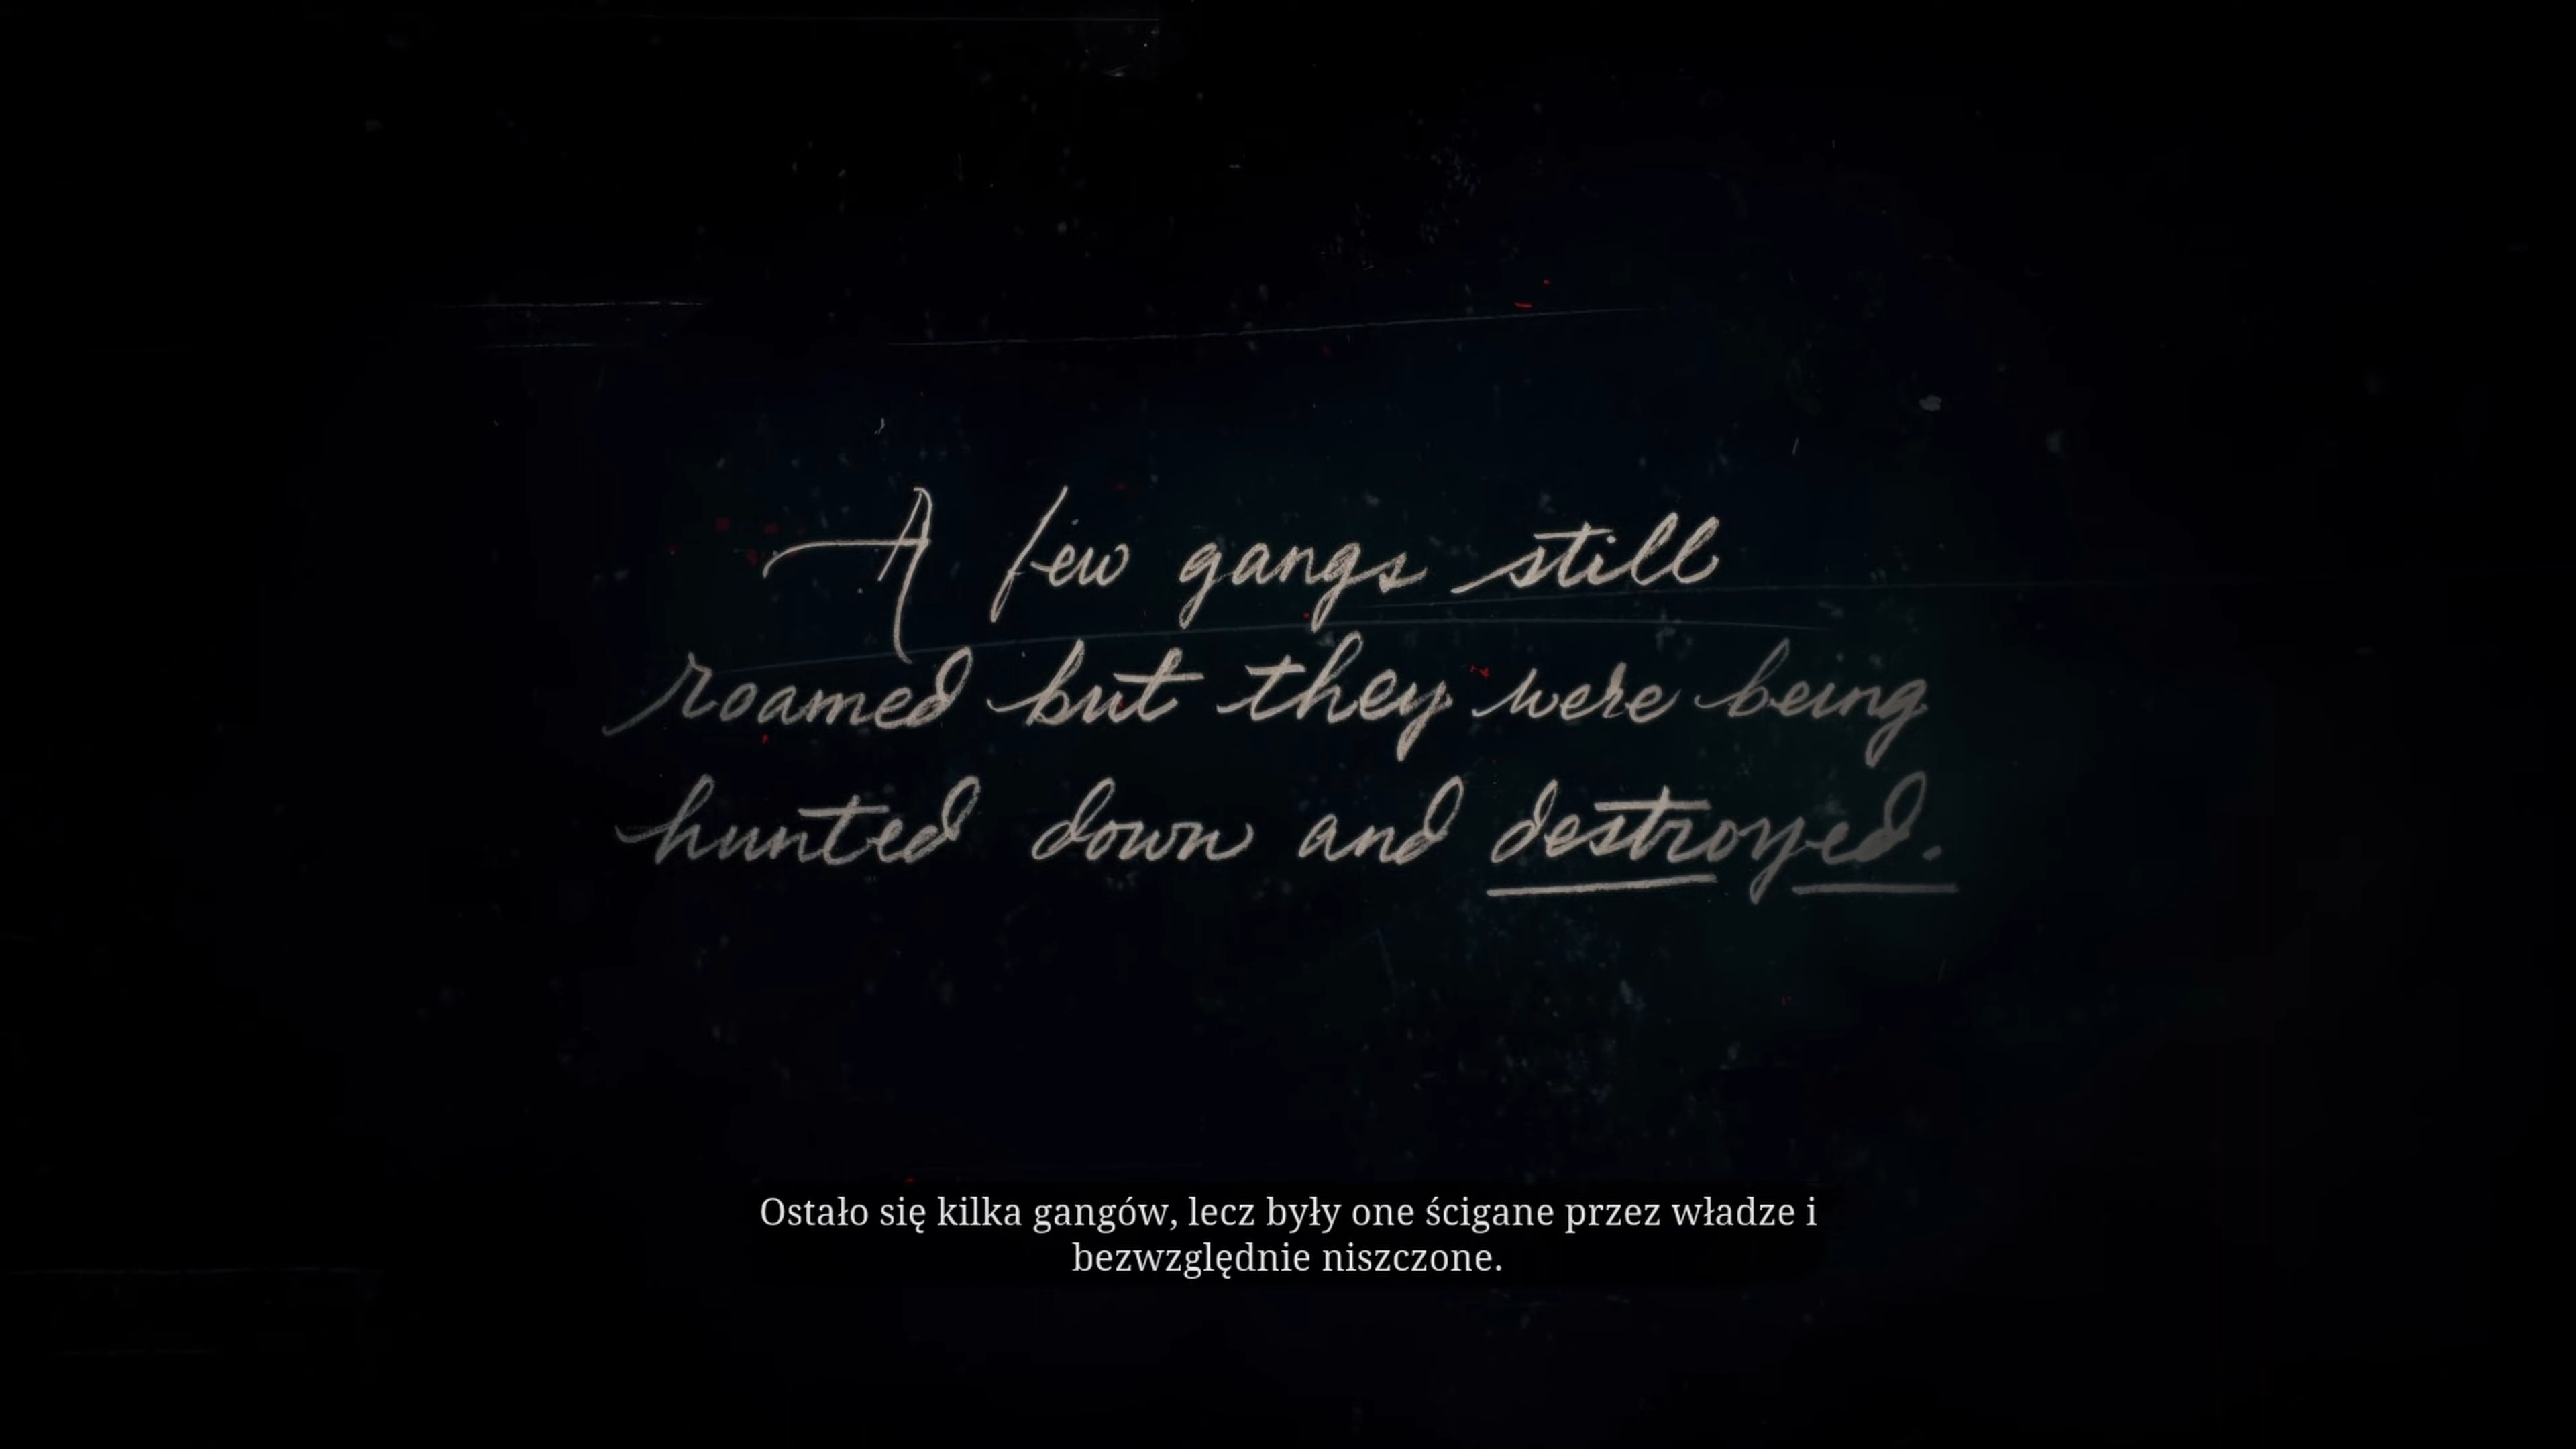 A few gangs still
roamed but they were being
hunted down and destroyed.
Ostało się kilka gangów, lecz były one ścigane przez władze i
bezwzględnie niszczone.